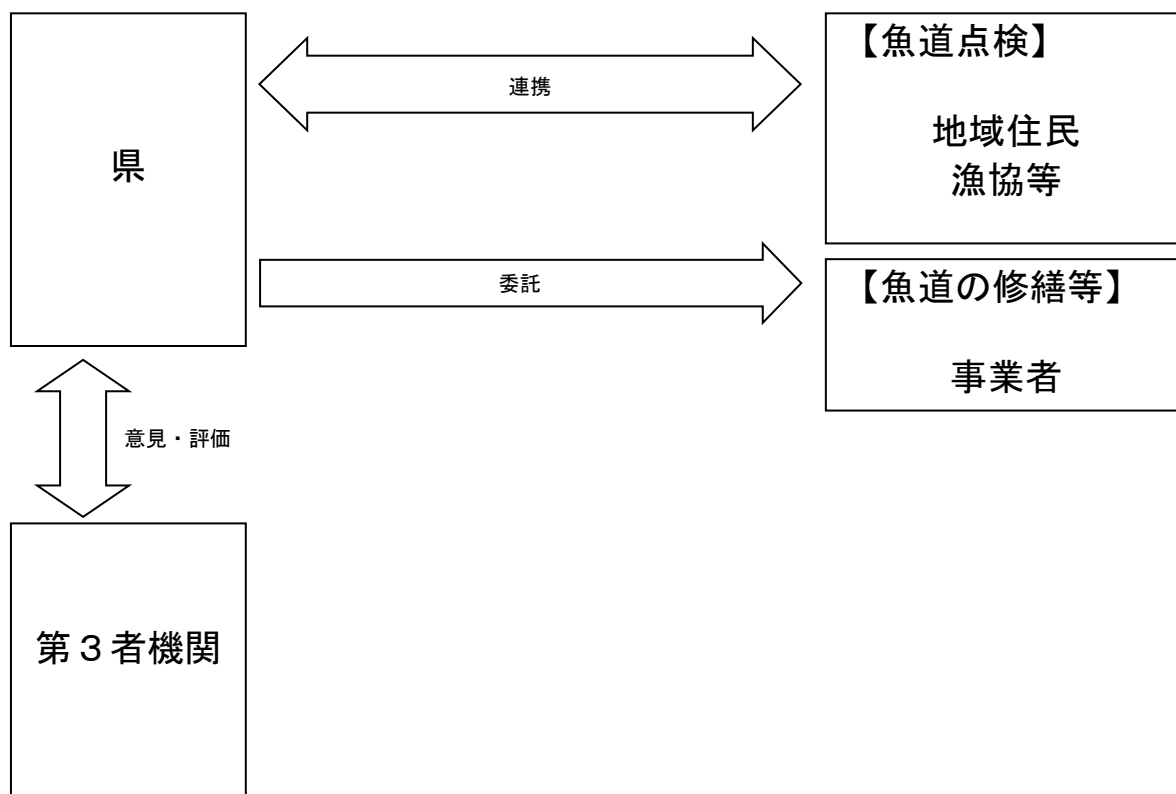 県
連携
【魚道点検】
地域住民
漁協等
委託
【魚道の修繕等】
事業者
意見・評価
第３者機関